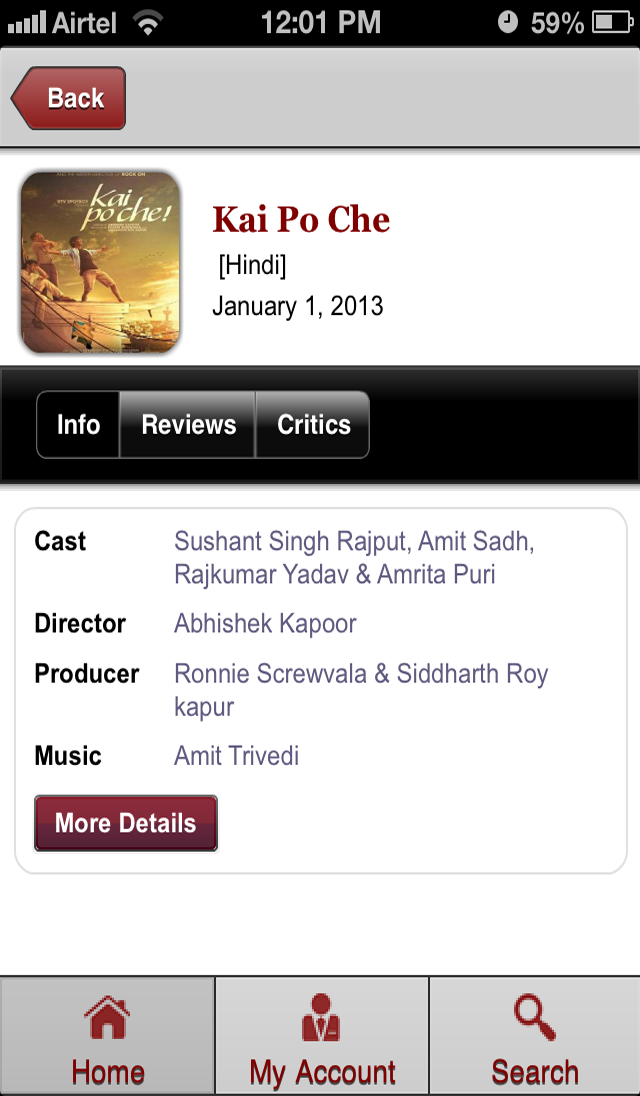 Airtel 12:01 PM 59%
Back
kai
po che!
Kai Po Che
[Hindi]
January 1, 2013
Info Reviews Critics
Cast Sushant Singh Rajput, Amit Sadh,
Rajkumar Yadav & Amrita Puri
Director Abhishek Kapoor
Producer Ronnie Screwvala & Siddharth Roy
kapur
Music Amit Trivedi
More Details
Home My Account Search